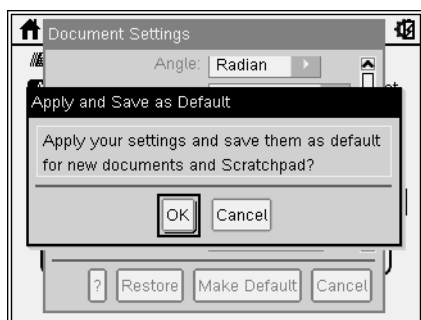 Document Settings
Angle: Radian
Apply and Save as Default
Apply your settings and save them as default
for new documents and Scratchpad?
OK Cancel
? Restore Make Default Cancel